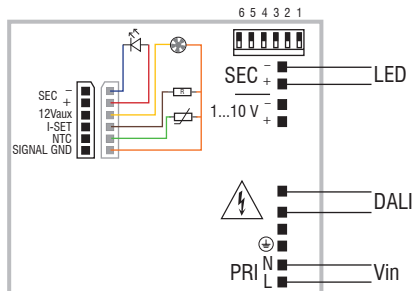 6 5 4 3 2 1
SEC -
+
12Vaux
I-SET
NTC
SIGNAL GND
R
SEC -
+
LED
1...10 V -
+
DALI
PRI N
L
Vin